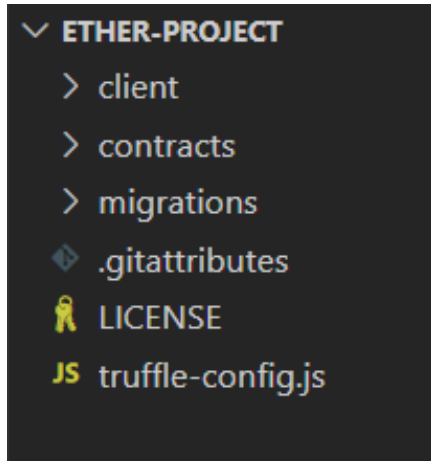 ETHER-PROJECT
client
contracts
migrations
.gitattributes
LICENSE
JS truffle-config.js